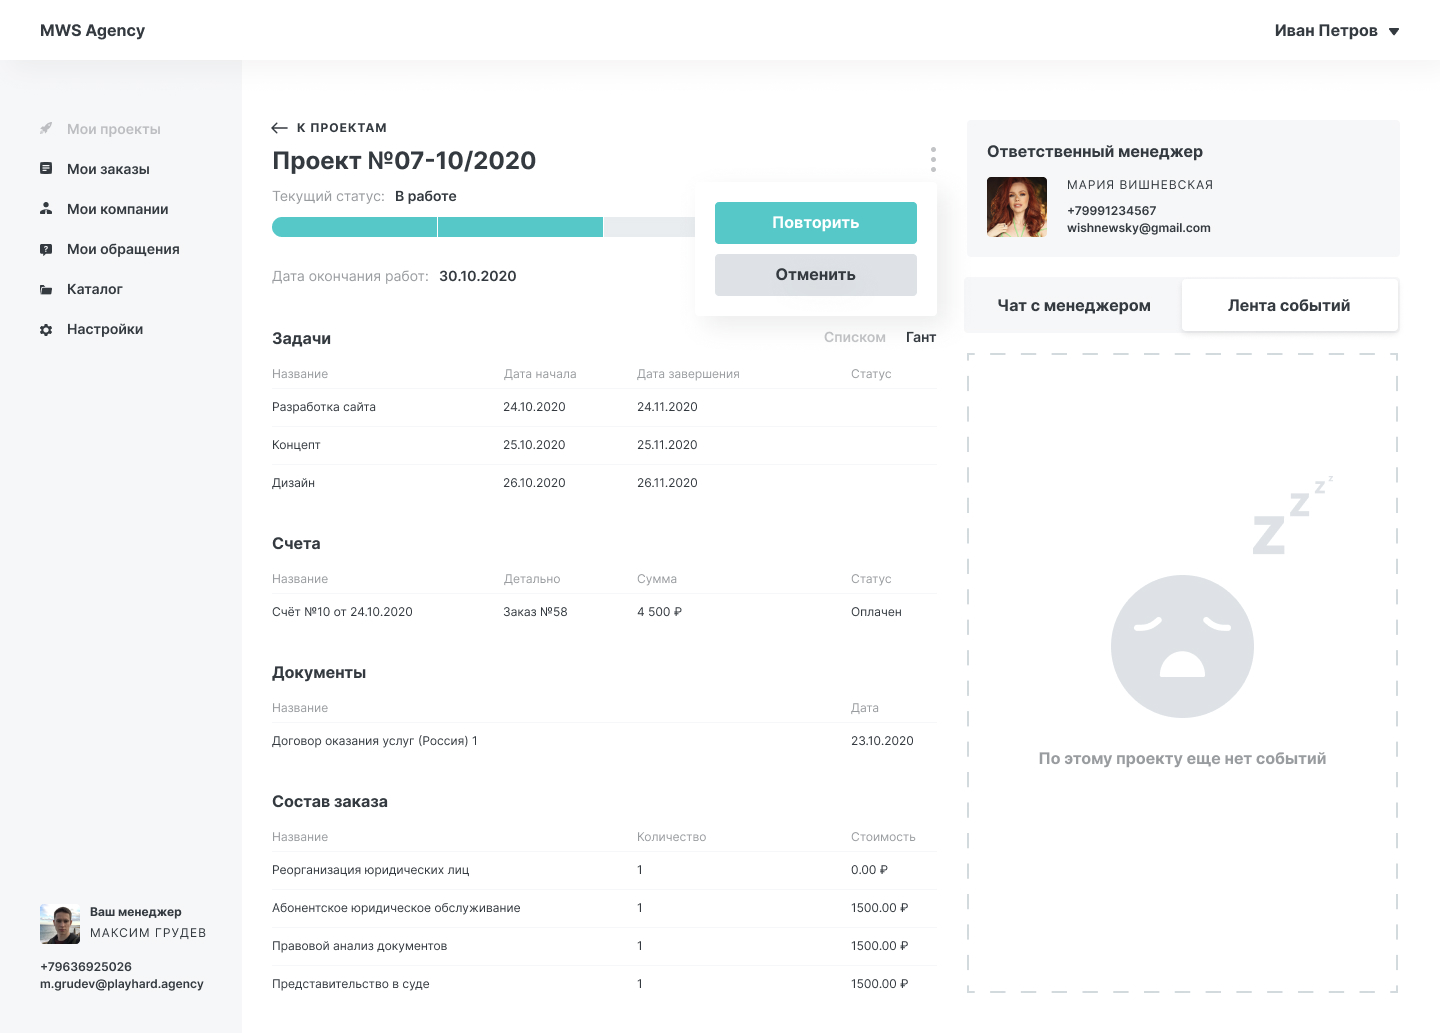 MWS Agency
Иван Петров
Мои проекты
Мои заказы
Мои компании
Мои обращения
Каталог
Настройки
Ваш менеджер
МАКСИМ ГРУДЕВ
+79636925026
m.grudev@playhard.agency
К ПРОЕКТАМ
Проект №07-10/2020
Текущий статус: В работе
Повторить
Отменить
Дата окончания работ: 30.10.2020
Задачи
Списком Гант
Название Дата начала Дата завершения Статус
Разработка сайта 24.10.2020 24.11.2020
Концепт 25.10.2020 25.11.2020
Дизайн 26.10.2020 26.11.2020
Счета
Название Детально Сумма Статус
Счёт №10 от 24.10.2020 Заказ №58 4 500 ₽ Оплачен
Документы
Название Дата
Договор оказания услуг (Россия) 1 23.10.2020
Состав заказа
Название Количество Стоимость
Реорганизация юридических лиц 1 0.00 ₽
Абонентское юридическое обслуживание 1 1500.00 ₽
Правовой анализ документов 1 1500.00 ₽
Представительство в суде 1 1500.00 ₽
Ответственный менеджер
МАРИЯ ВИШНЕВСКАЯ
+79991234567
wishnewsky@gmail.com
Чат с менеджером Лента событий
z z z z
По этому проекту еще нет событий